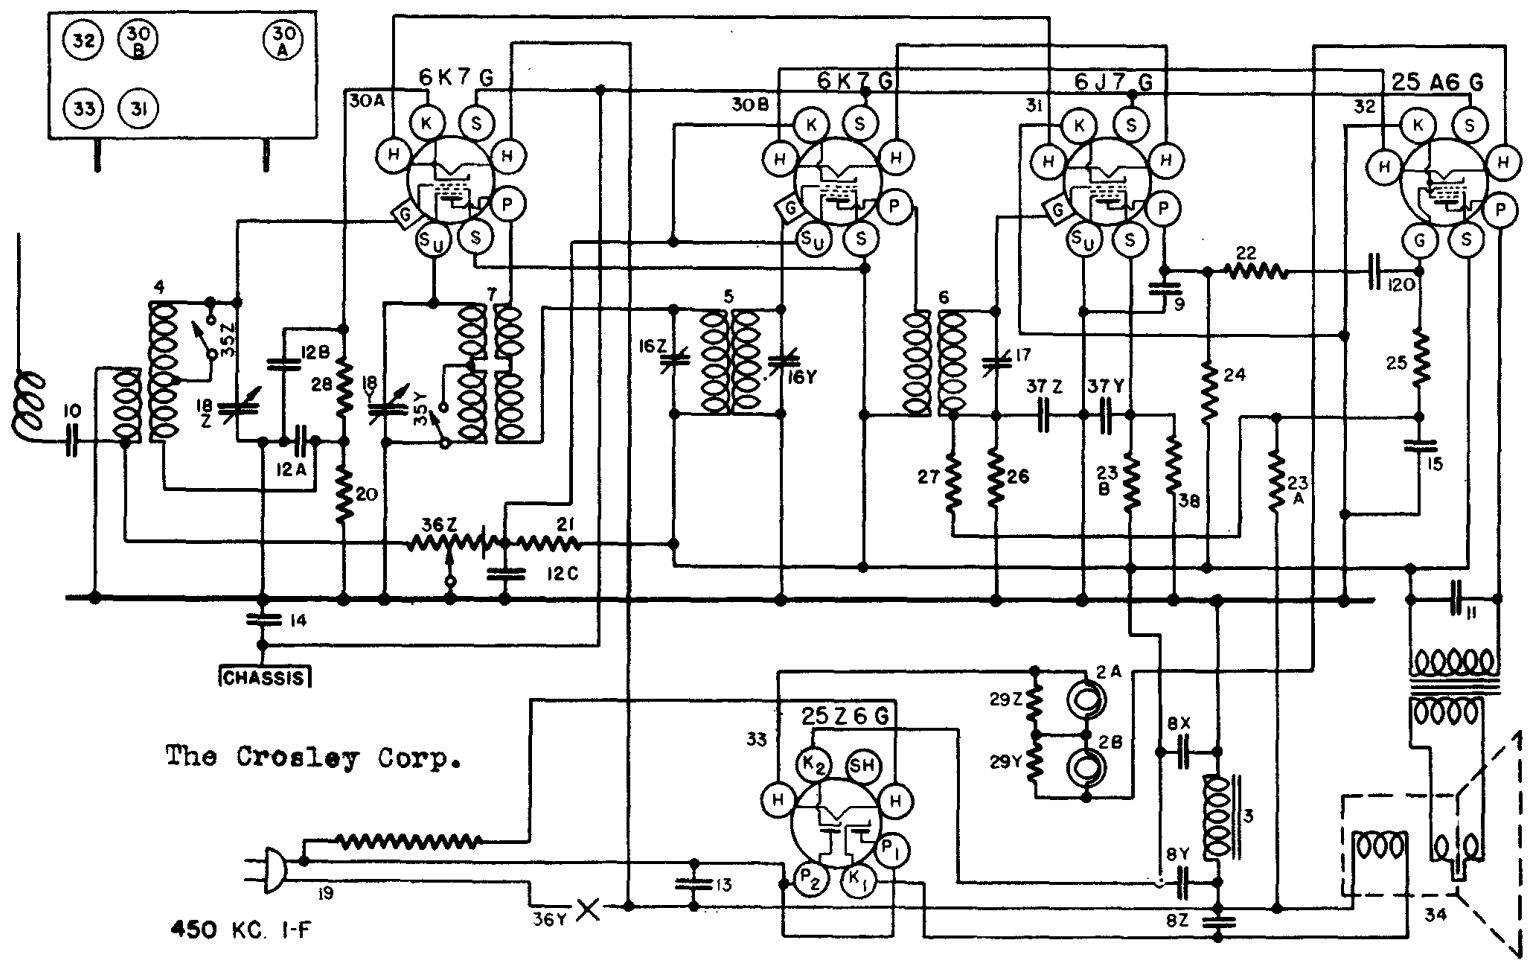 32
30
B
30
A
33
31
6K7G
30A
K
S
H
H
G
P
SU
S
6K7G
30B
K
S
H
H
G
P
SU
S
6J7G
31
K
S
H
H
G
P
SU
S
25A6G
32
K
S
H
H
P
G
S
4
35Z
12B
28
18
Z
10
12A
20
7
18
Y
35Y
16Z
5
16Y
6
17
9
22
120
24
25
37Z
37Y
27
26
23
B
38
23
A
15
36Z
21
12C
14
CHASSIS
11
The Crosley Corp.
25Z6G
33
K2
SH
H
H
P1
P2
K1
29Z
2A
29Y
2B
8X
3
8Y
8Z
34
19
13
36Y
450 KC. I-F